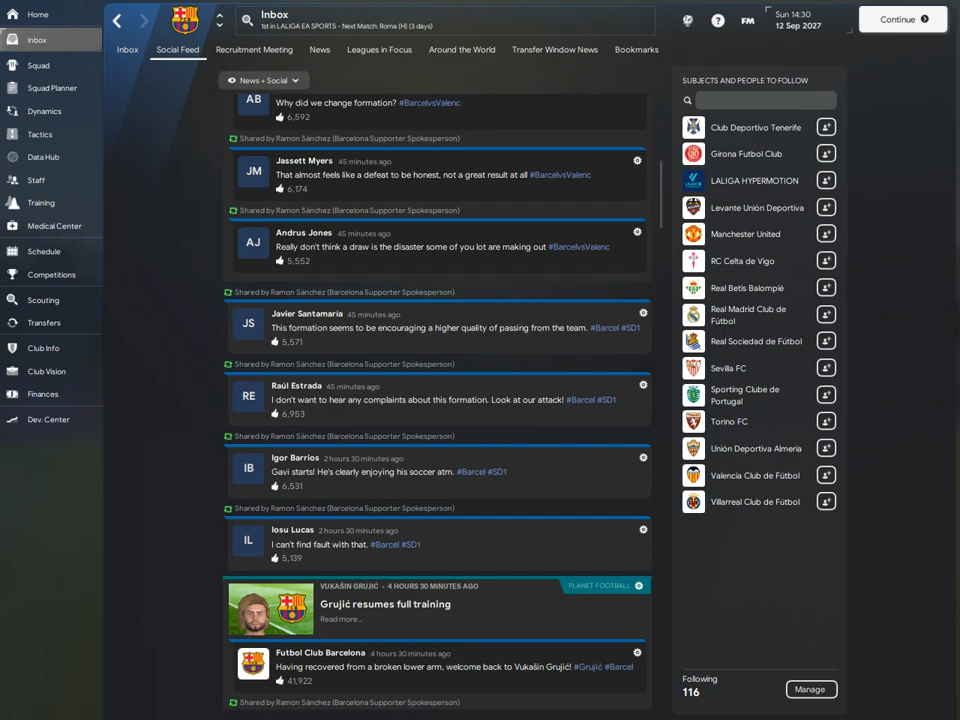 Home
Inbox
Squad
Squad Planner
Dynamics
Tactics
Data Hub
Staff
Training
Medical Center
Schedule
Competitions
Scouting
Transfers
Club Info
Club Vision
Finances
Dev. Center
Inbox
1st in LALIGA EA SPORTS - Next Match: Roma (H) (3 days)
?
FM
Sun 14:30
12 Sep 2027
Continue
Inbox
Social Feed
Recruitment Meeting
News
Leagues in Focus
Around the World
Transfer Window News
Bookmarks
News + Social
AB
Why did we change formation? #BarcelvsValenc
6,592
Shared by Ramon Sánchez (Barcelona Supporter Spokesperson)
JM
Jassett Myers 45 minutes ago
That almost feels like a defeat to be honest, not a great result at all #BarcelvsValenc
6,174
Shared by Ramon Sánchez (Barcelona Supporter Spokesperson)
AJ
Andrus Jones 45 minutes ago
Really don't think a draw is the disaster some of you lot are making out #BarcelvsValenc
5,552
Shared by Ramon Sánchez (Barcelona Supporter Spokesperson)
JS
Javier Santamaría 45 minutes ago
This formation seems to be encouraging a higher quality of passing from the team. #Barcel #SD1
5,571
Shared by Ramon Sánchez (Barcelona Supporter Spokesperson)
RE
Raúl Estrada 45 minutes ago
I don't want to hear any complaints about this formation. Look at our attack! #Barcel #SD1
6,953
Shared by Ramon Sánchez (Barcelona Supporter Spokesperson)
IB
Igor Barrios 2 hours 30 minutes ago
Gavi starts! He's clearly enjoying his soccer atm. #Barcel #SD1
6,531
Shared by Ramon Sánchez (Barcelona Supporter Spokesperson)
IL
Iosu Lucas 2 hours 30 minutes ago
I can't find fault with that. #Barcel #SD1
5,139
VUKAŠIN GRUJIĆ - 4 HOURS 30 MINUTES AGO
PLANET FOOTBALL
Grujić resumes full training
Read more...
Futbol Club Barcelona 4 hours 30 minutes ago
Having recovered from a broken lower arm, welcome back to Vukašin Grujić! #Grujić #Barcel
41,922
Shared by Ramon Sánchez (Barcelona Supporter Spokesperson)
SUBJECTS AND PEOPLE TO FOLLOW
Club Deportivo Tenerife
Girona Futbol Club
LALIGA HYPERMOTION
Levante Unión Deportiva
Manchester United
RC Celta de Vigo
Real Betis Balompié
Real Madrid Club de
Fútbol
Real Sociedad de Fútbol
Sevilla FC
Sporting Clube de
Portugal
Torino FC
Unión Deportiva Almería
Valencia Club de Fútbol
Villarreal Club de Fútbol
Following
116
Manage